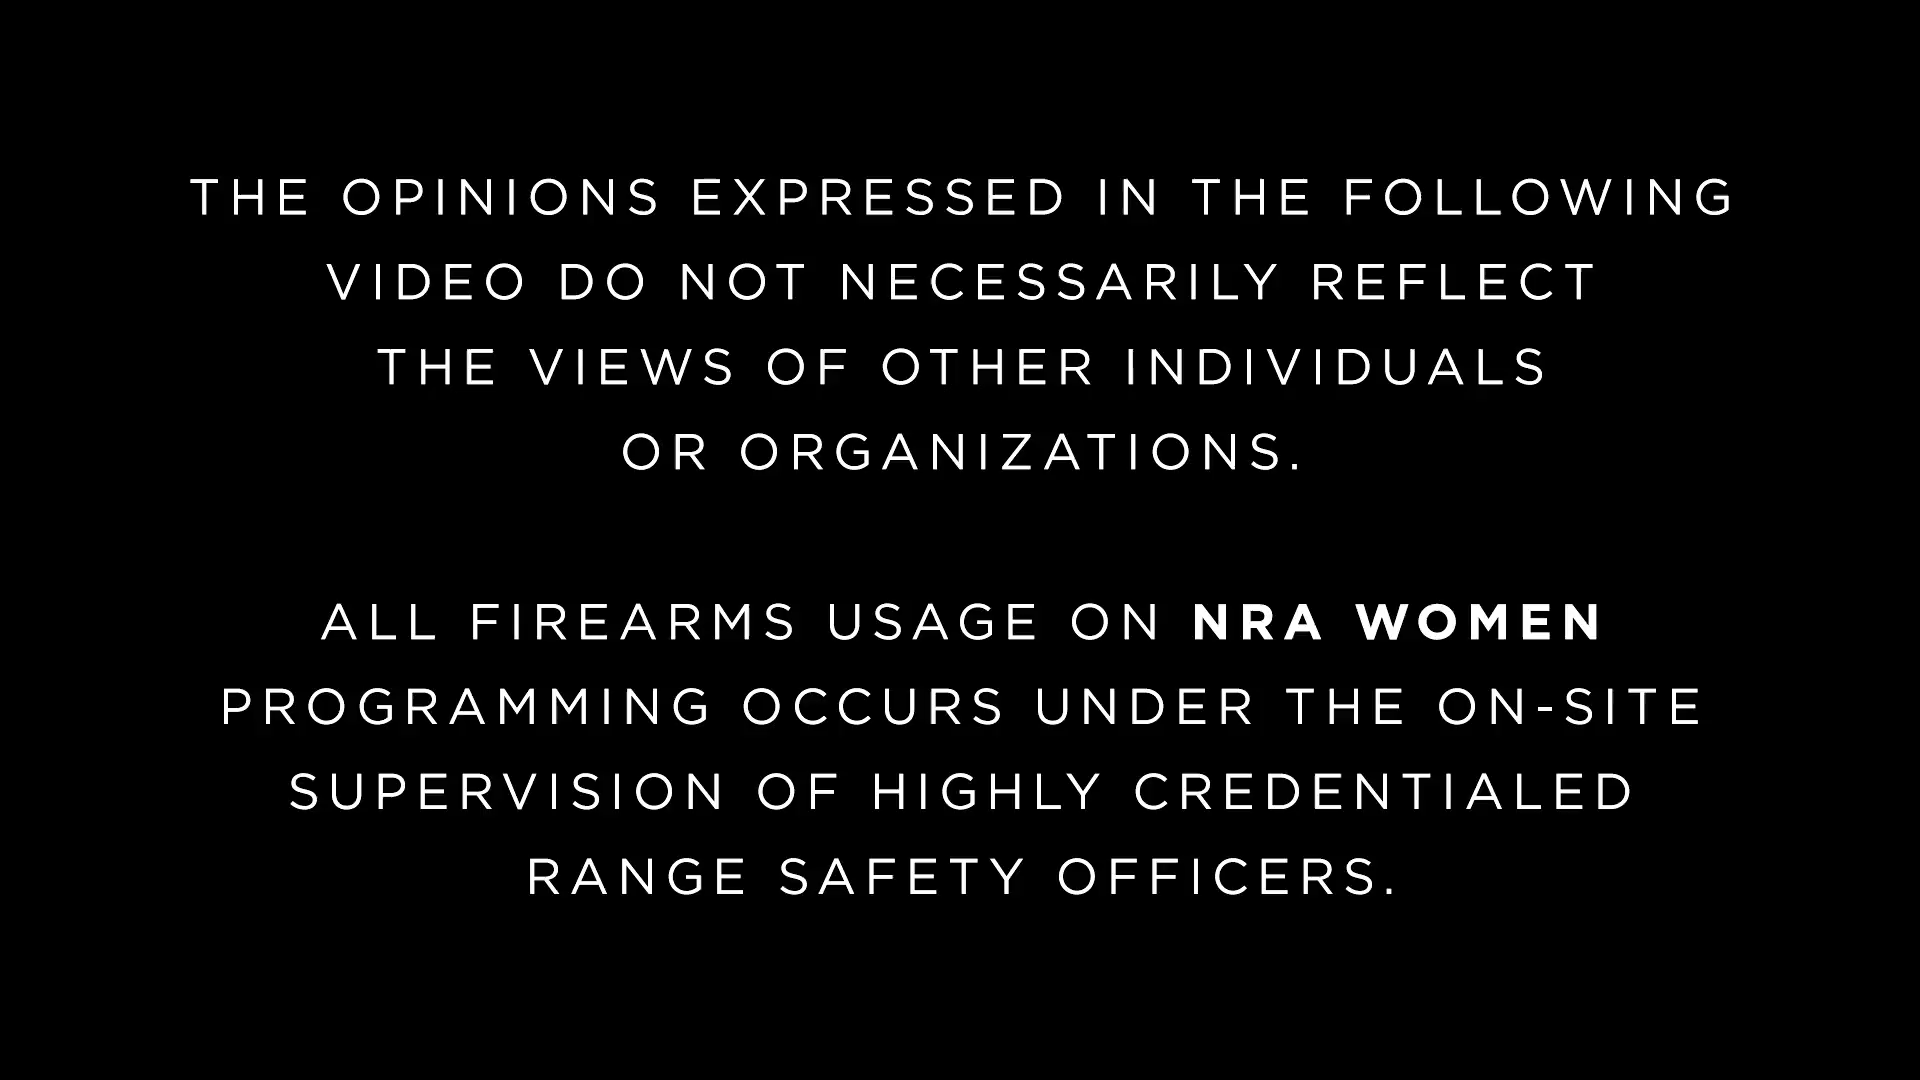 THE OPINIONS EXPRESSED IN THE FOLLOWING
VIDEO DO NOT NECESSARILY REFLECT
THE VIEWS OF OTHER INDIVIDUALS
OR ORGANIZATIONS.
ALL FIREARMS USAGE ON NRA WOMEN
PROGRAMMING OCCURS UNDER THE ON-SITE
SUPERVISION OF HIGHLY CREDENTIALED
RANGE SAFETY OFFICERS.